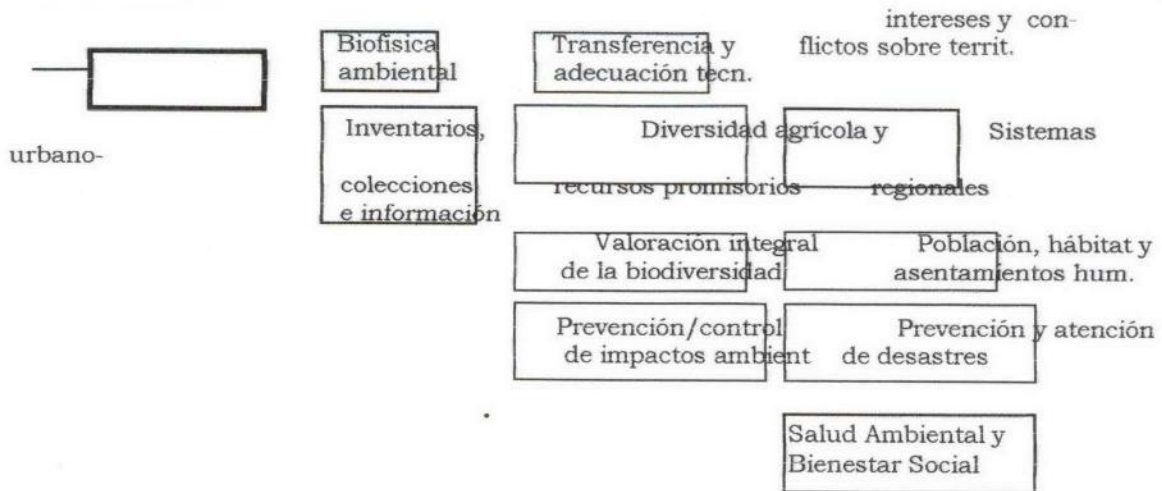 intereses y con-
Biofísica Transferencia y flictos sobre territ.
ambiental adecuación tecn.
Inventarios, Diversidad agrícola y Sistemas
urbano-
colecciones recursos promisorios regionales
e información
Valoración integral Población, hábitat y
de la biodiversidad asentamientos hum.
Prevención/control Prevención y atención
de impactos ambient de desastres
Salud Ambiental y
Bienestar Social